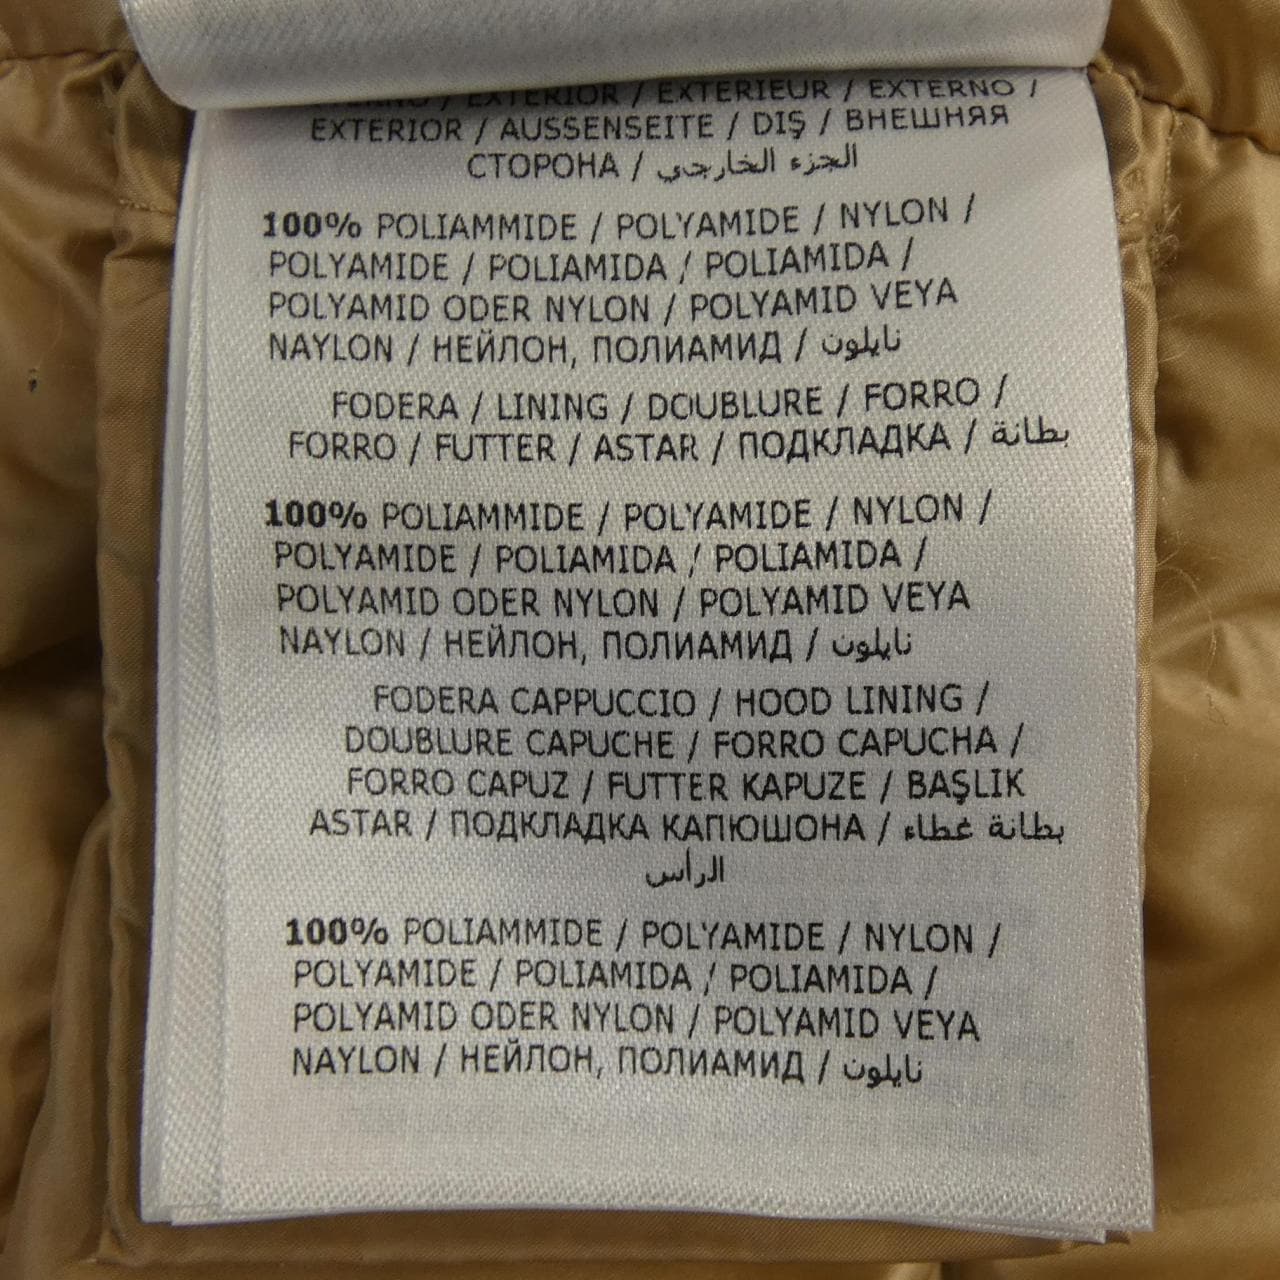 ESTERNO / EXTERIOR / EXTERIEUR / EXTERNO /
EXTERIOR / AUSSENSEITE / DIŞ / ВНЕШНЯЯ
СТОРОНА / الجزء الخارجي
100% POLIAMMIDE / POLYAMIDE / NYLON /
POLYAMIDE / POLIAMIDA / POLIAMIDA /
POLYAMID ODER NYLON / POLYAMID VEYA
NAYLON / НЕЙЛОН, ПОЛИАМИД / نايلون
FODERA / LINING / DOUBLURE / FORRO /
FORRO / FUTTER / ASTAR / ПОДКЛАДКА / بطانة
100% POLIAMMIDE / POLYAMIDE / NYLON /
POLYAMIDE / POLIAMIDA / POLIAMIDA /
POLYAMID ODER NYLON / POLYAMID VEYA
NAYLON / НЕЙЛОН, ПОЛИАМИД / نايلون
FODERA CAPPUCCIO / HOOD LINING /
DOUBLURE CAPUCHE / FORRO CAPUCHA /
FORRO CAPUZ / FUTTER KAPUZE / BAŞLIK
ASTAR / ПОДКЛАДКА КАПЮШОНА / بطانة غطاء
الرأس
100% POLIAMMIDE / POLYAMIDE / NYLON /
POLYAMIDE / POLIAMIDA / POLIAMIDA /
POLYAMID ODER NYLON / POLYAMID VEYA
NAYLON / НЕЙЛОН, ПОЛИАМИД / نايلون